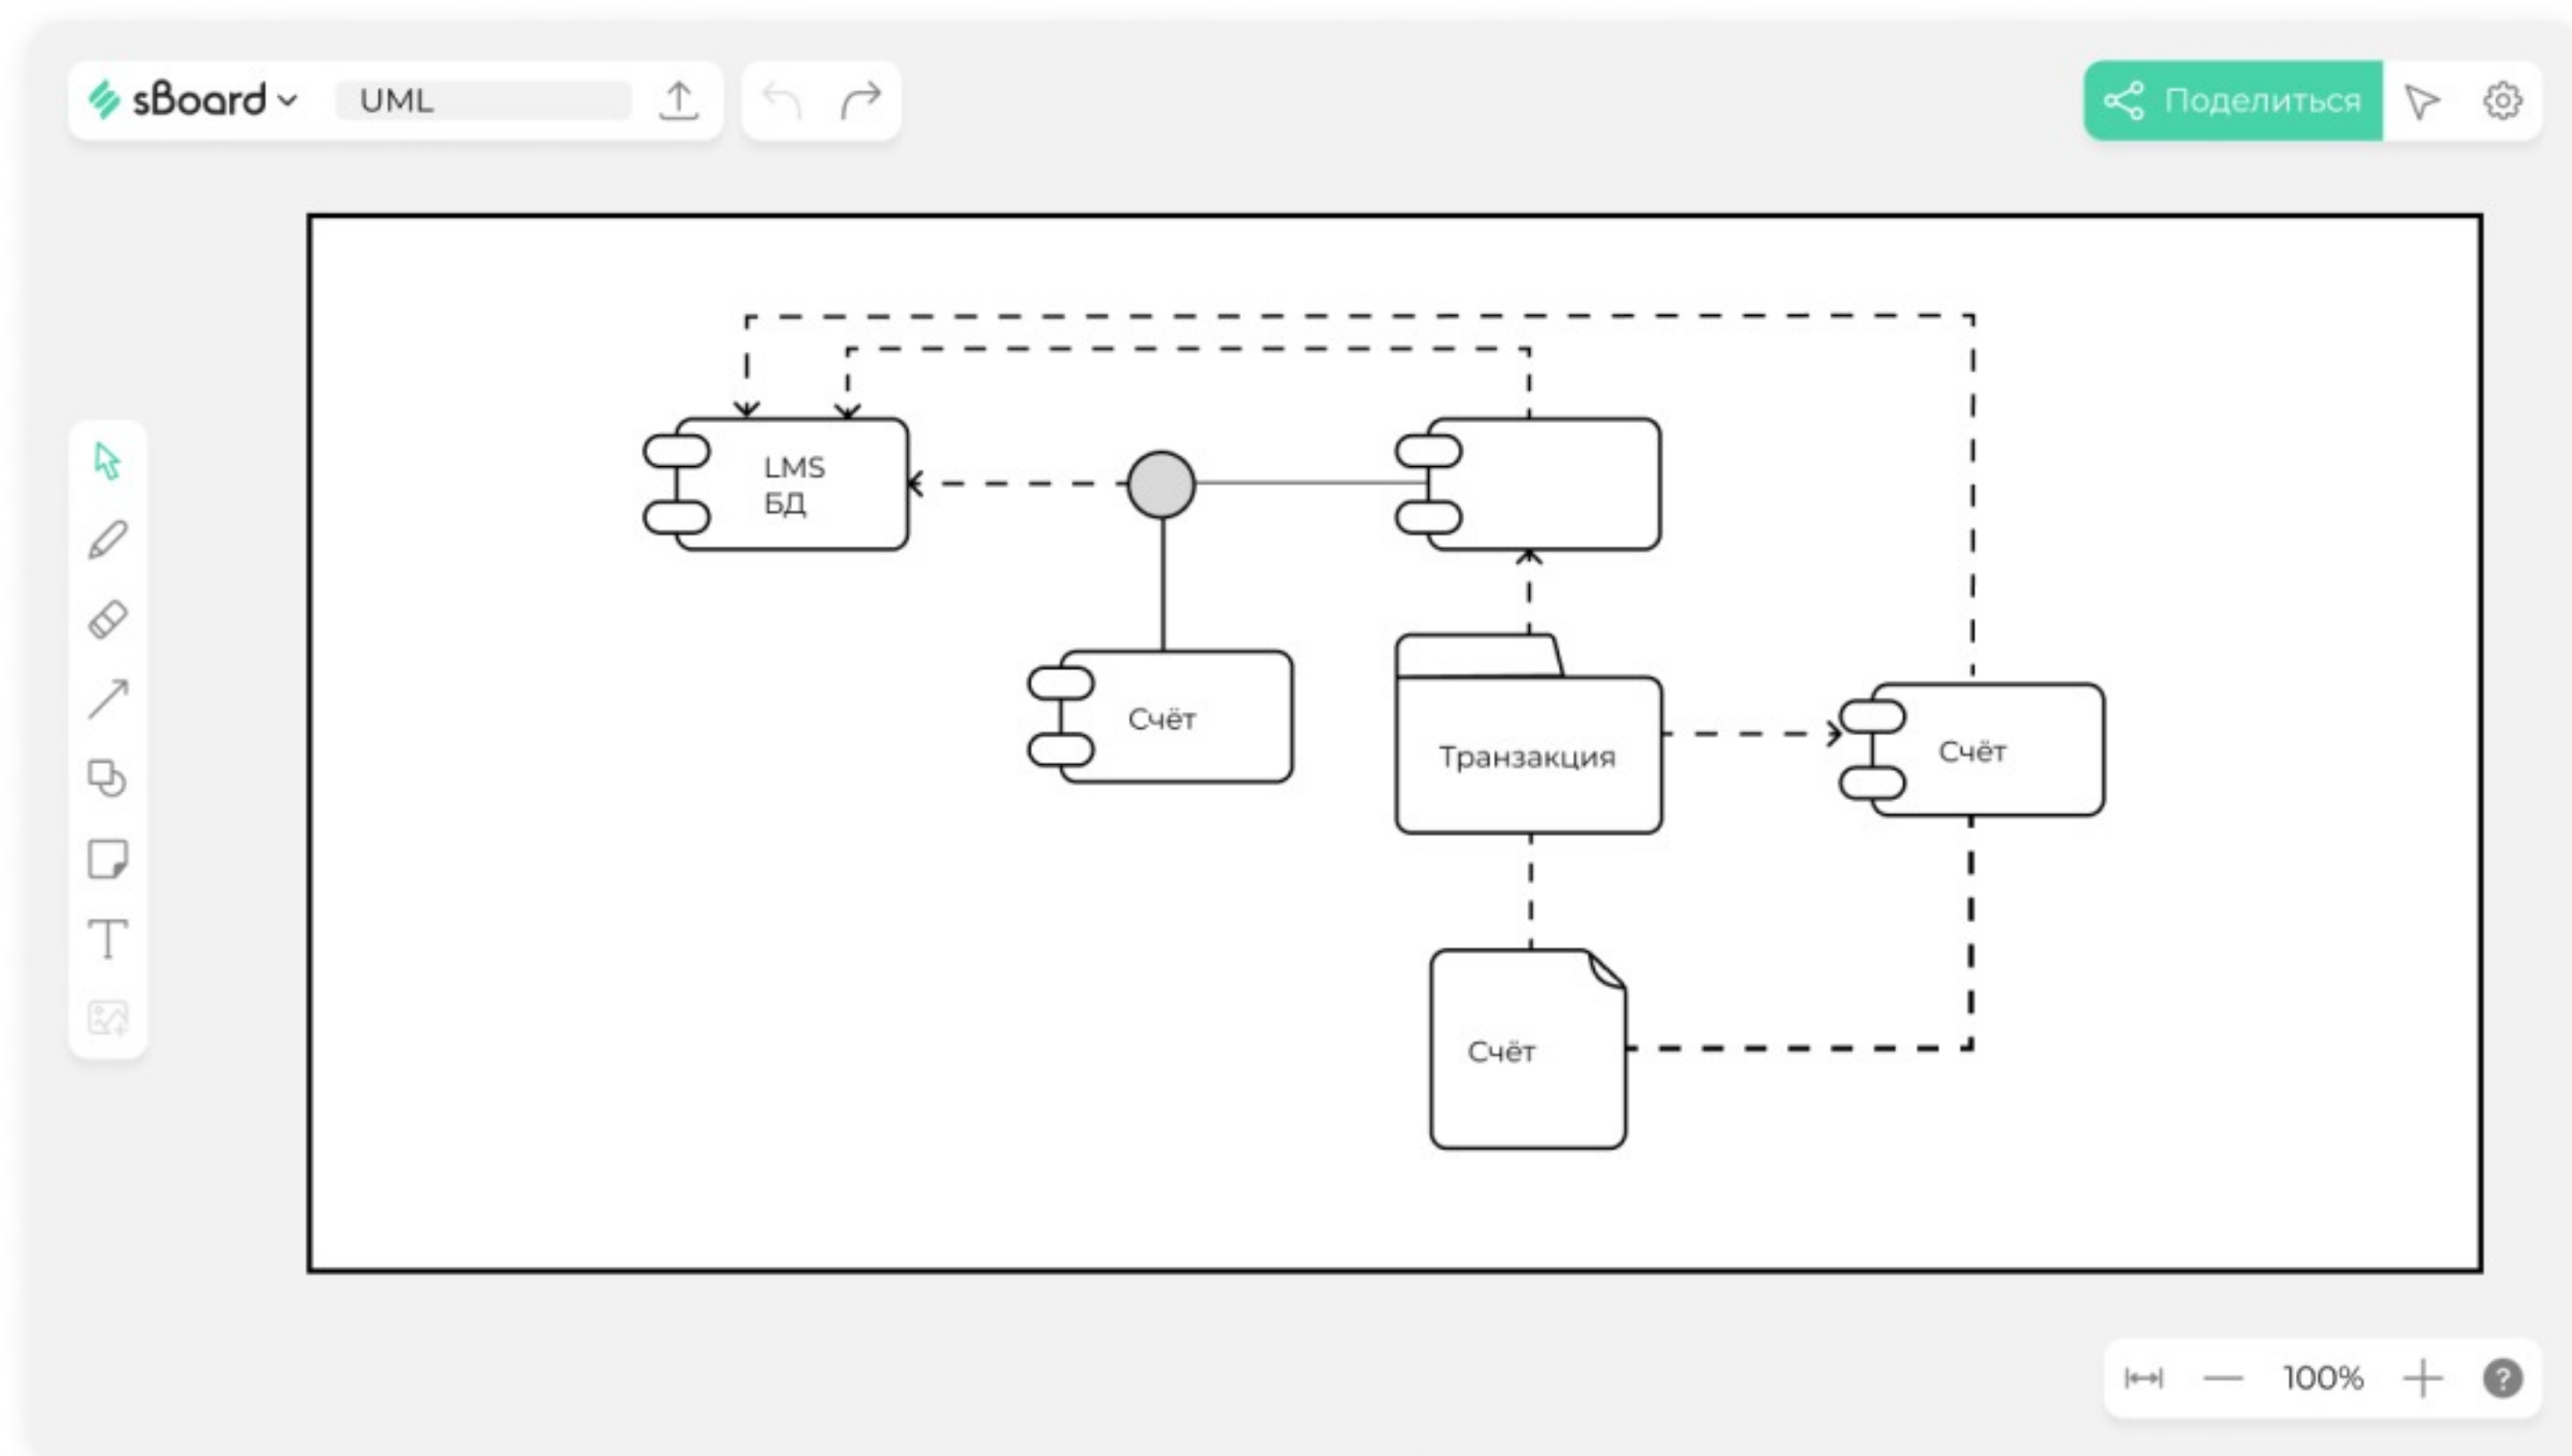 sBoard
UML
Поделиться
LMS
БД
Счёт
Транзакция
Счёт
Счёт
100%
?